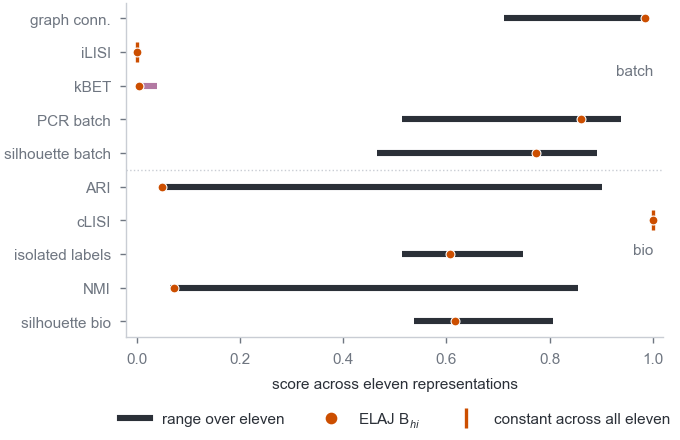 graph conn.
iLISI
batch
kBET
PCR batch
silhouette batch
ARI
cLISI
bio
isolated labels
NMI
silhouette bio
0.0 0.2 0.4 0.6 0.8 1.0
score across eleven representations
range over eleven ELAJ B_hi constant across all eleven